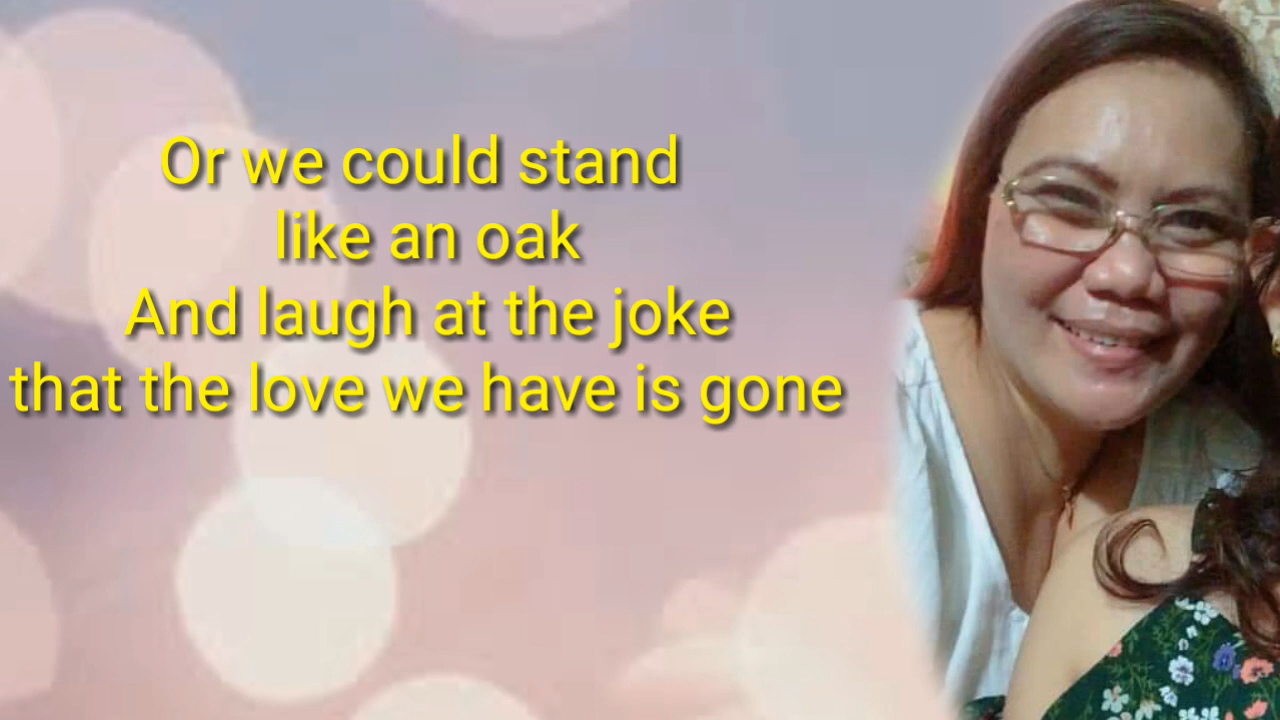 Or we could stand
like an oak
And laugh at the joke
that the love we have is gone